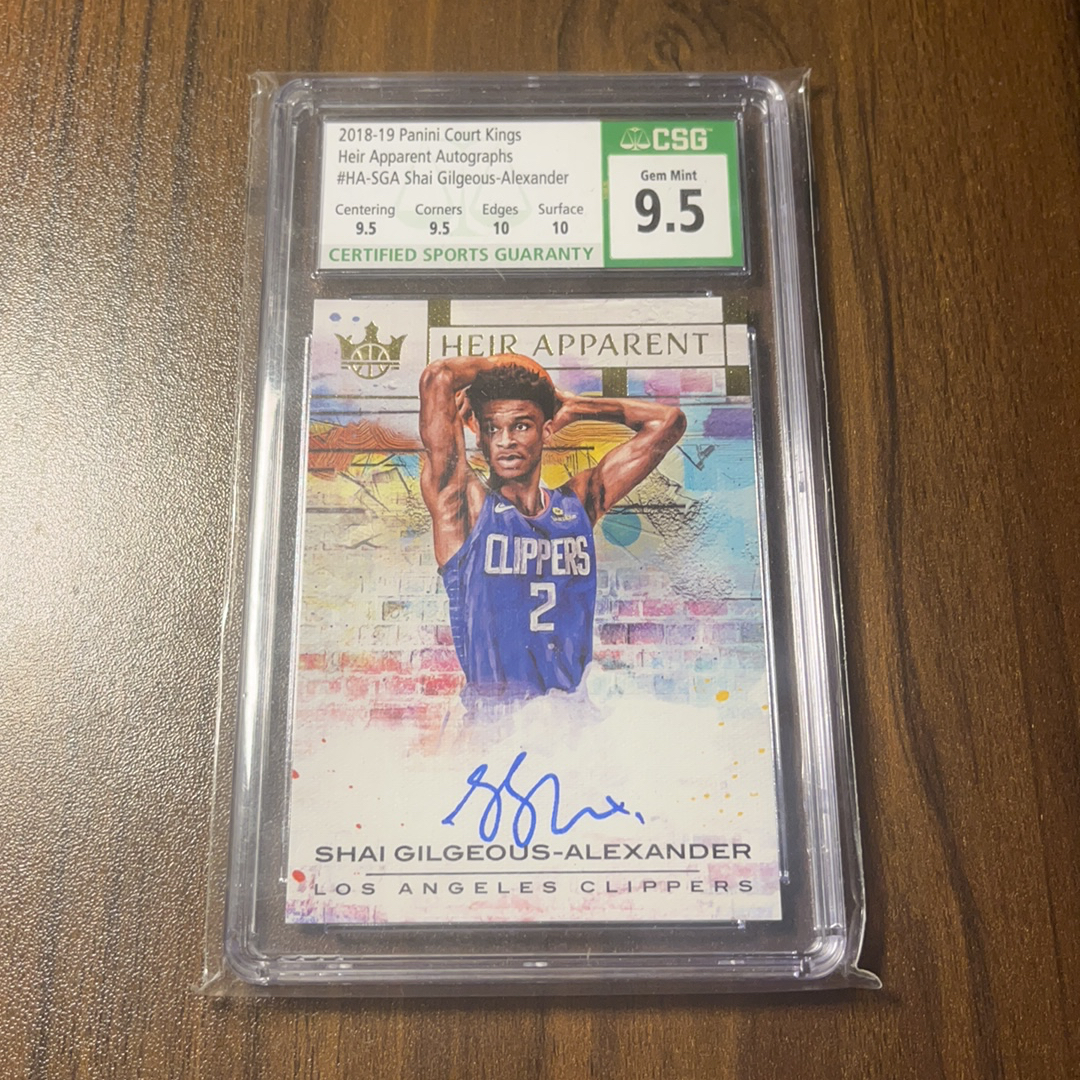 2018-19 Panini Court Kings
Heir Apparent Autographs
#HA-SGA Shai Gilgeous-Alexander
Centering Corners Edges Surface
9.5 9.5 10 10
CERTIFIED SPORTS GUARANTY
CSG™
Gem Mint
9.5
HEIR APPARENT
CLIPPERS
2
SHAI GILGEOUS-ALEXANDER
LOS ANGELES CLIPPERS